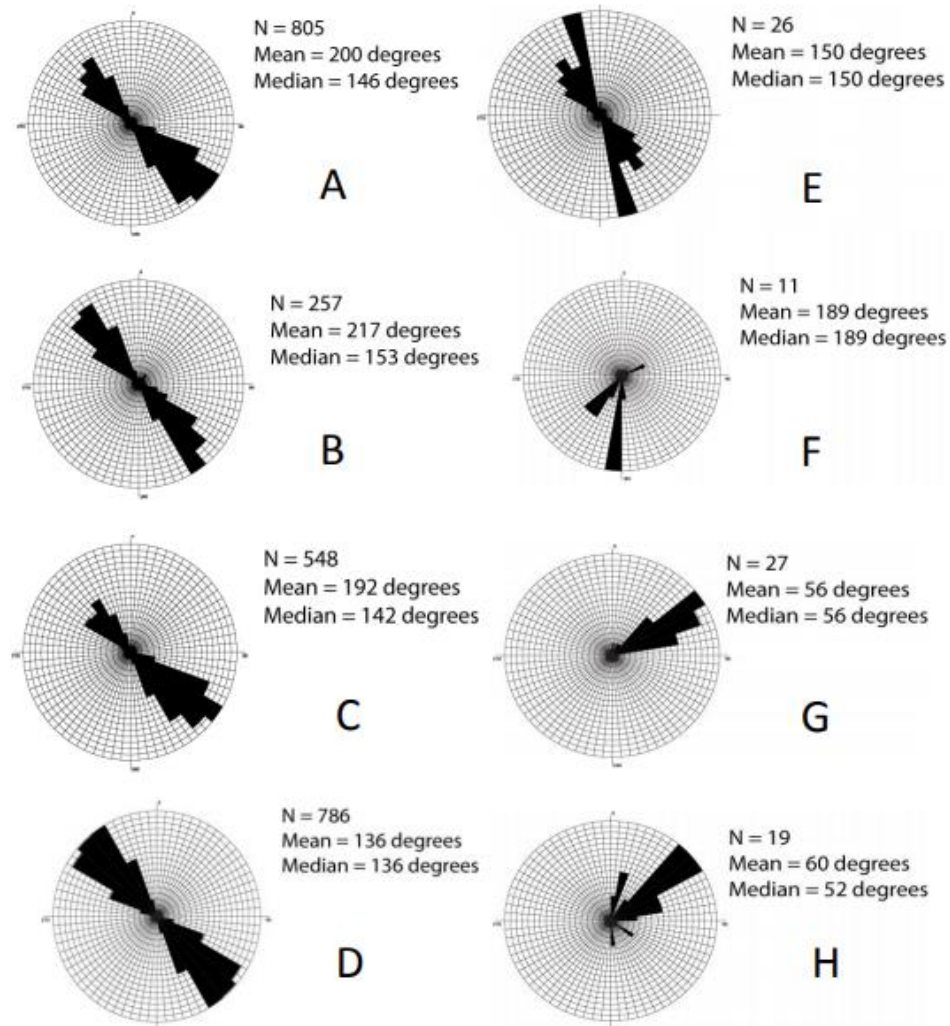 N = 805
Mean = 200 degrees
Median = 146 degrees
A
N = 257
Mean = 217 degrees
Median = 153 degrees
B
N = 548
Mean = 192 degrees
Median = 142 degrees
C
N = 786
Mean = 136 degrees
Median = 136 degrees
D
N = 26
Mean = 150 degrees
Median = 150 degrees
E
N = 11
Mean = 189 degrees
Median = 189 degrees
F
N = 27
Mean = 56 degrees
Median = 56 degrees
G
N = 19
Mean = 60 degrees
Median = 52 degrees
H